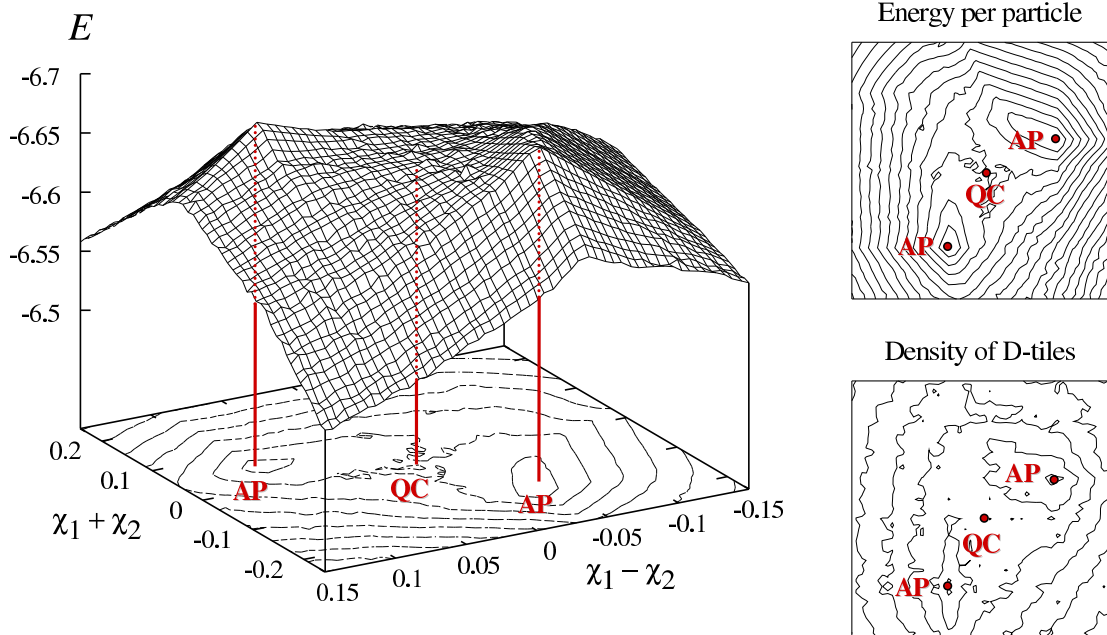 E
-6.7
-6.65
-6.6
-6.55
-6.5
0.2
0.1
0
-0.1
-0.2
χ1 + χ2
0.15
0.1
0.05
0
-0.05
-0.1
-0.15
χ1 − χ2
AP
QC
AP
Energy per particle
AP
QC
AP
Density of D-tiles
AP
QC
AP